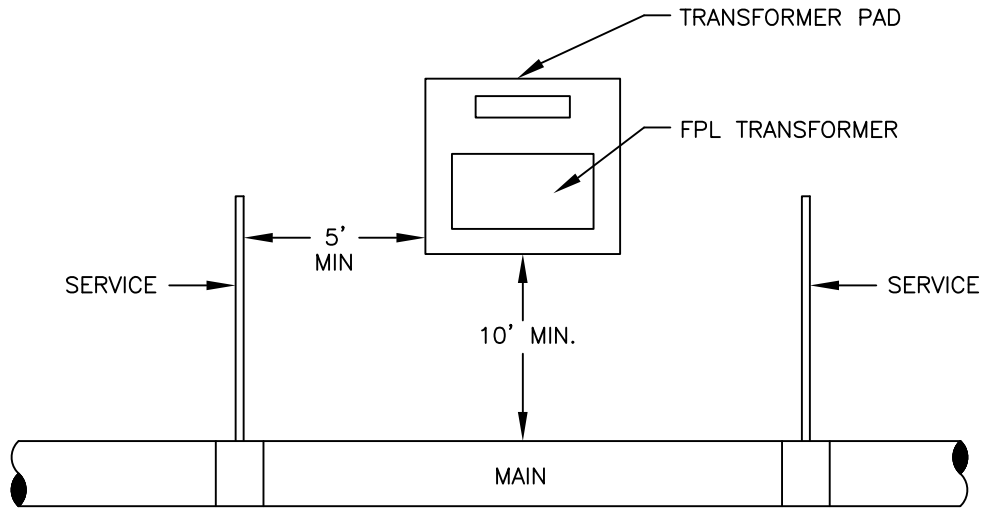 TRANSFORMER PAD
FPL TRANSFORMER
5'
MIN
SERVICE
SERVICE
10' MIN.
MAIN